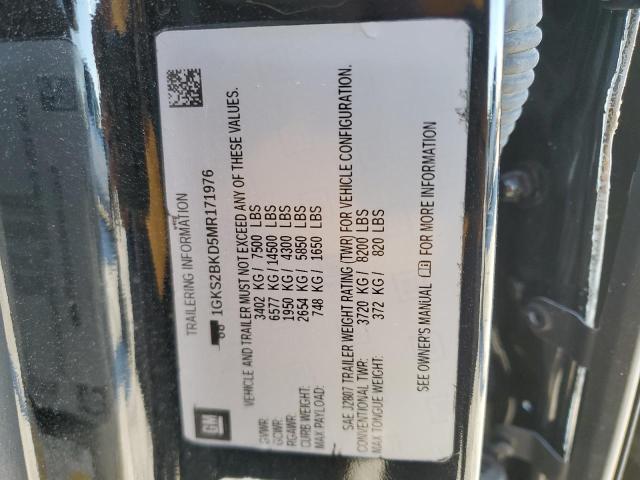 GM
TRAILERING INFORMATION
1GKS2BKD5MR171976
VEHICLE AND TRAILER MUST NOT EXCEED ANY OF THESE VALUES.
GVWR: 3402 KG/ 7500 LBS
GCWR: 6577 KG/14500 LBS
RGAWR: 1950 KG/ 4300 LBS
CURB WEIGHT: 2654 KG/ 5850 LBS
MAX PAYLOAD: 748 KG/ 1650 LBS
SAE J2807 TRAILER WEIGHT RATING (TWR) FOR VEHICLE CONFIGURATION.
CONVENTIONAL TWR: 3720 KG/ 8200 LBS
MAX TONGUE WEIGHT: 372 KG/ 820 LBS
SEE OWNER'S MANUAL FOR MORE INFORMATION